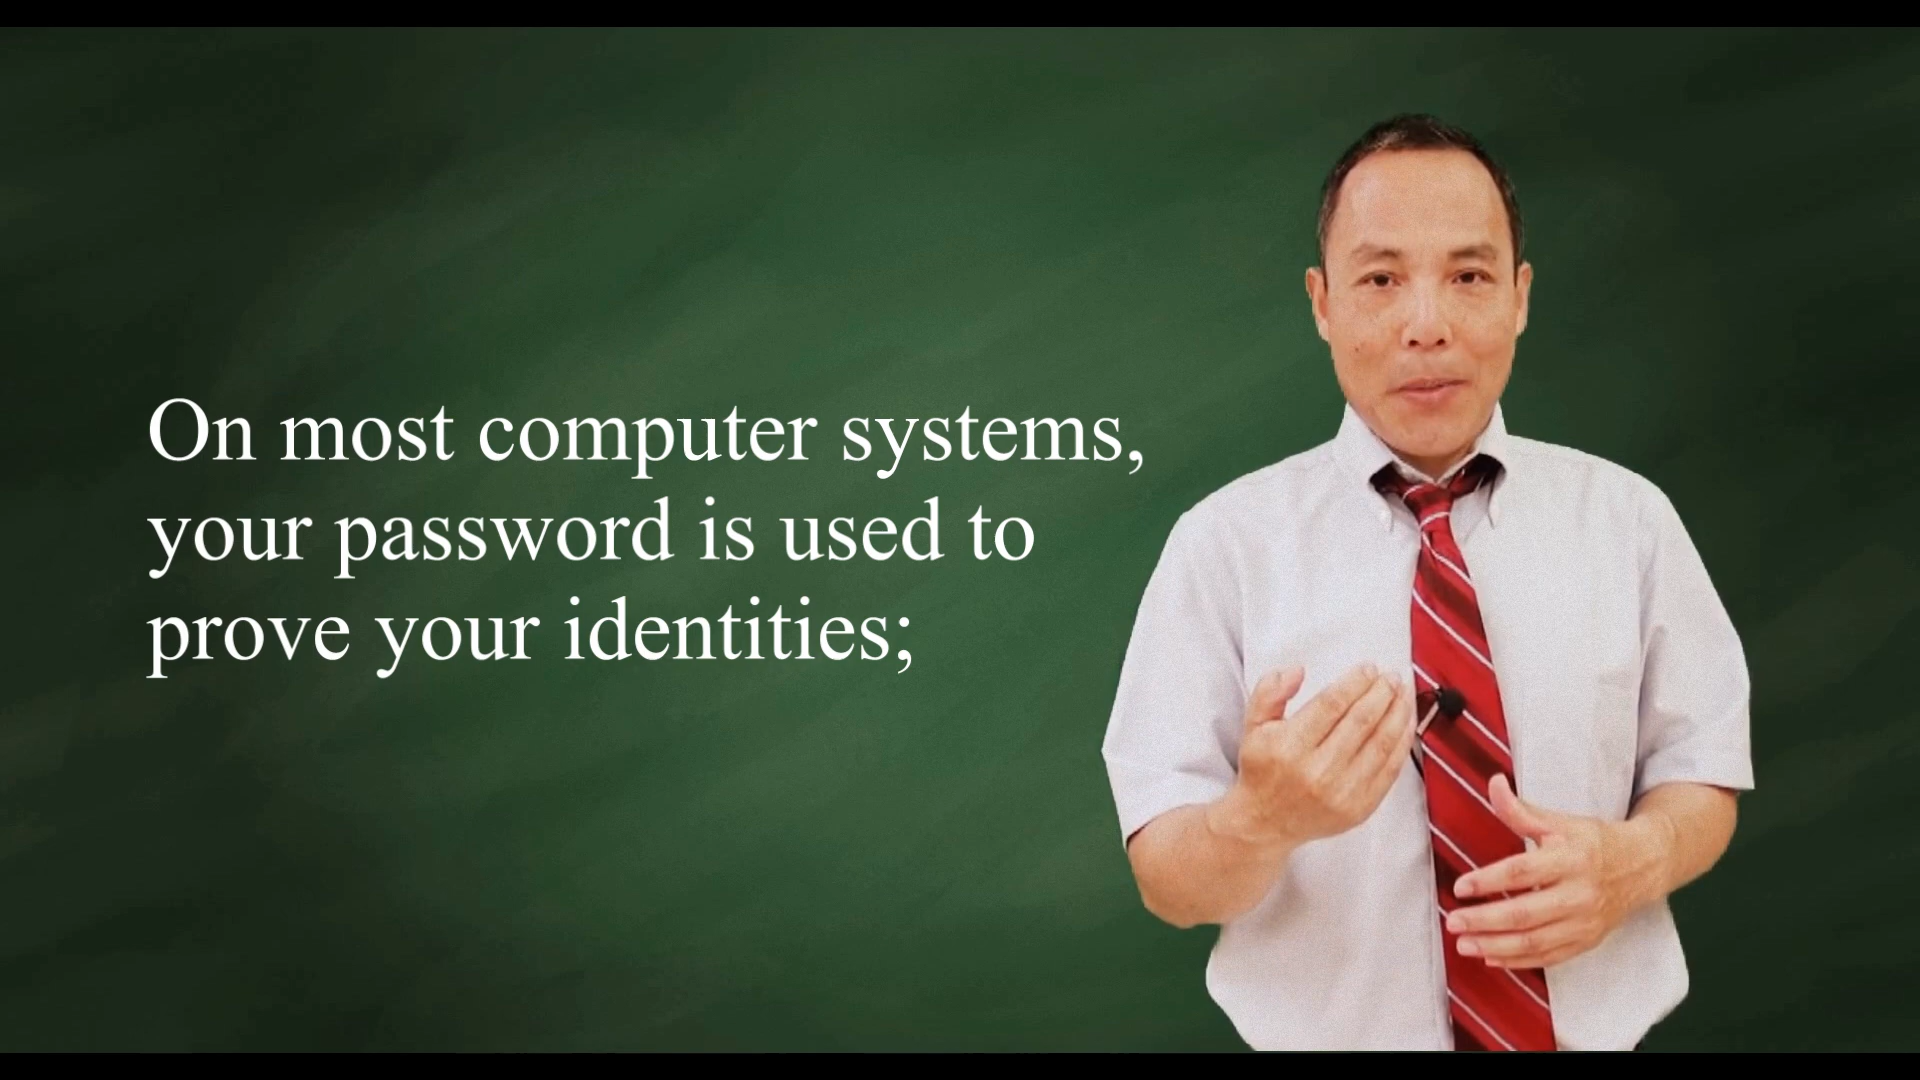 On most computer systems,
your password is used to
prove your identities;